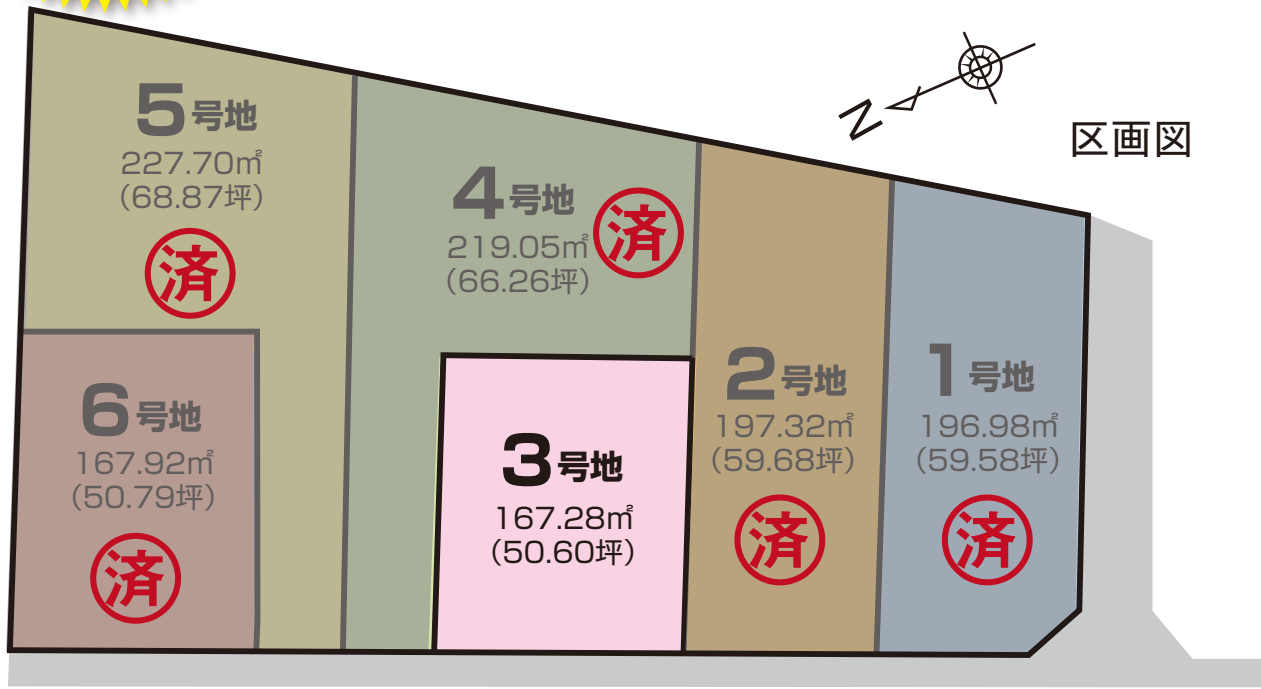 N
区画図
5号地
227.70㎡
(68.87坪)
済
4号地
219.05㎡
(66.26坪)
済
6号地
167.92㎡
(50.79坪)
済
3号地
167.28㎡
(50.60坪)
2号地
197.32㎡
(59.68坪)
済
1号地
196.98㎡
(59.58坪)
済